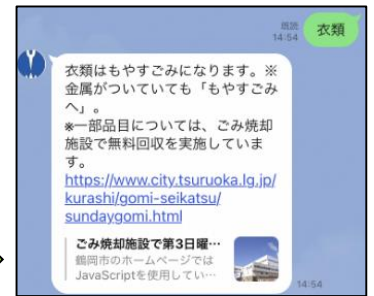 既読
14:54
衣類
衣類はもやすごみになります。※
金属がついていても「もやすごみ
へ」。
※一部品目については、ごみ焼却
施設で無料回収を実施していま
す。
https://www.city.tsuruoka.lg.jp/
kurashi/gomi-seikatsu/
sundaygomi.html
ごみ焼却施設で第3日曜…
鶴岡市のホームページでは
JavaScriptを使用してい…
14:54